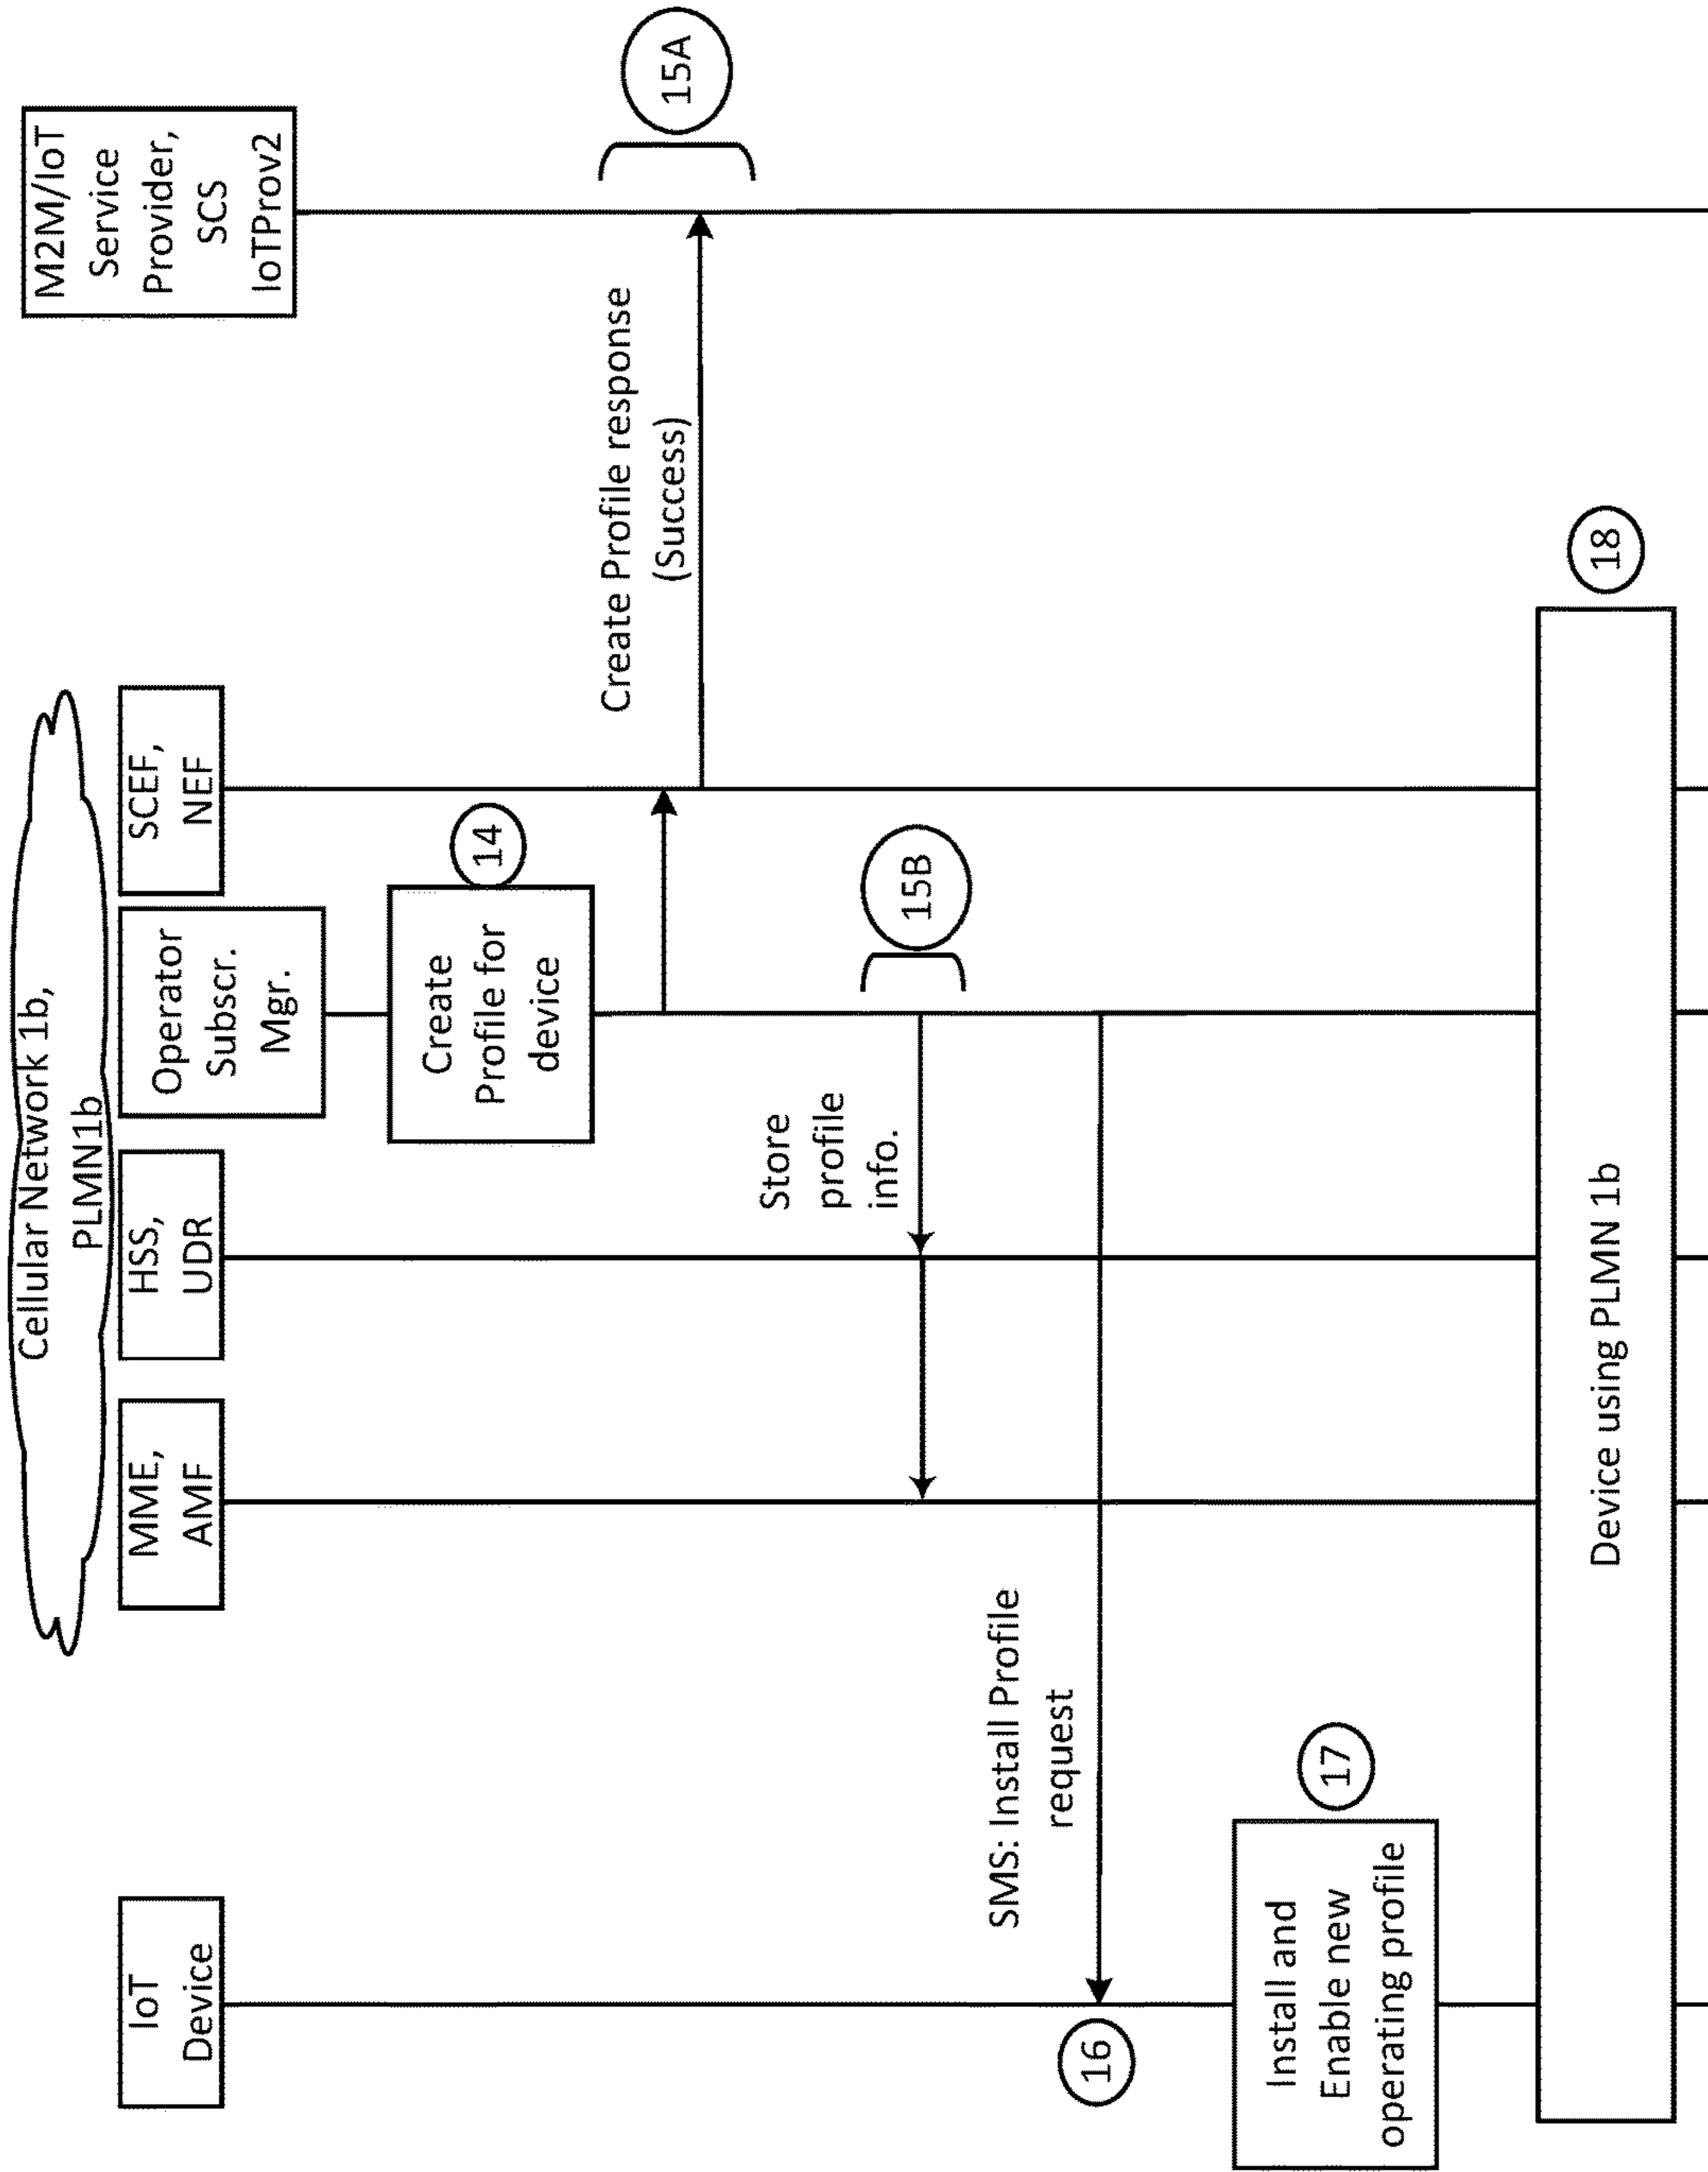 Cellular Network 1b,
PLMN1b
IoT
Device
MME,
AMF
HSS,
UDR
Operator
Subscr.
Mgr.
SCEF,
NEF
M2M/IoT
Service
Provider,
SCS
IoTProv2
Create
Profile for
device
14
Create Profile response
(Success)
15A
Store
profile
info.
15B
SMS: Install Profile
request
16
Install and
Enable new
operating profile
17
Device using PLMN 1b
18